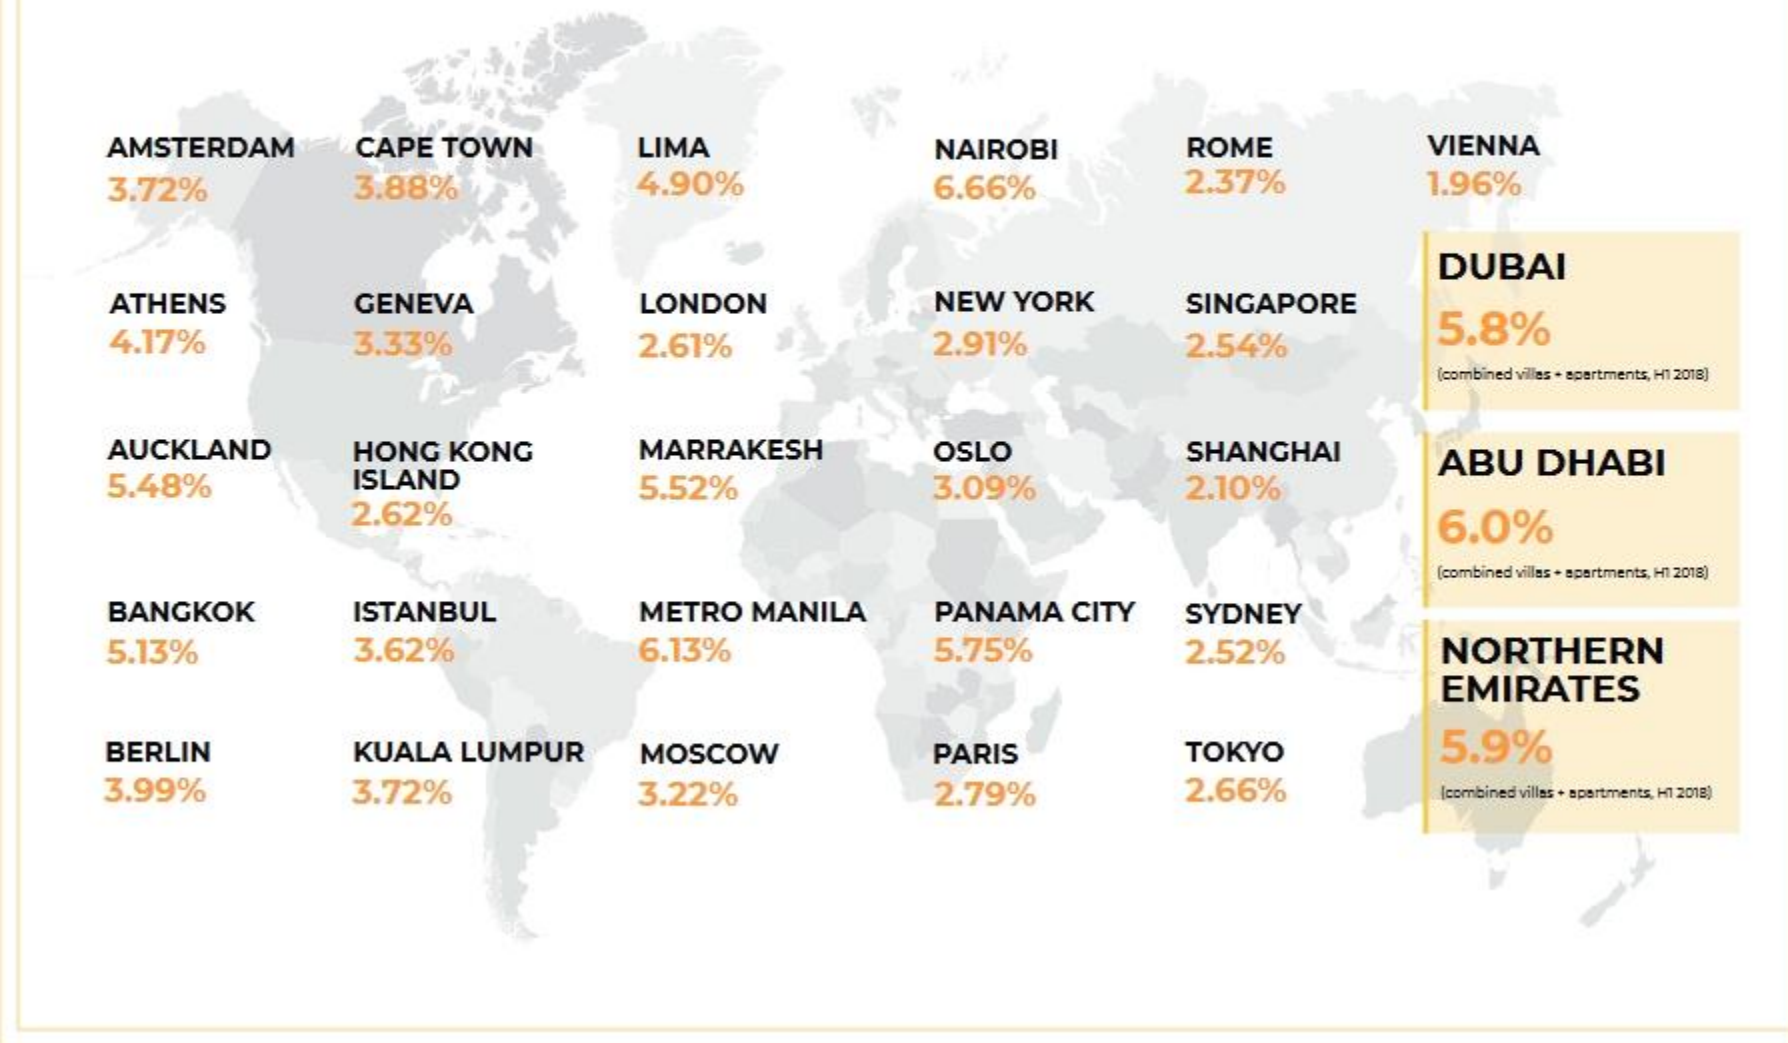 AMSTERDAM
3.72%
CAPE TOWN
3.88%
LIMA
4.90%
NAIROBI
6.66%
ROME
2.37%
VIENNA
1.96%
ATHENS
4.17%
GENEVA
3.33%
LONDON
2.61%
NEW YORK
2.91%
SINGAPORE
2.54%
DUBAI
5.8%
(combined villas + apartments, H1 2018)
AUCKLAND
5.48%
HONG KONG
ISLAND
2.62%
MARRAKESH
5.52%
OSLO
3.09%
SHANGHAI
2.10%
ABU DHABI
6.0%
(combined villas + apartments, H1 2018)
BANGKOK
5.13%
ISTANBUL
3.62%
METRO MANILA
6.13%
PANAMA CITY
5.75%
SYDNEY
2.52%
NORTHERN
EMIRATES
5.9%
(combined villas + apartments, H1 2018)
BERLIN
3.99%
KUALA LUMPUR
3.72%
MOSCOW
3.22%
PARIS
2.79%
TOKYO
2.66%